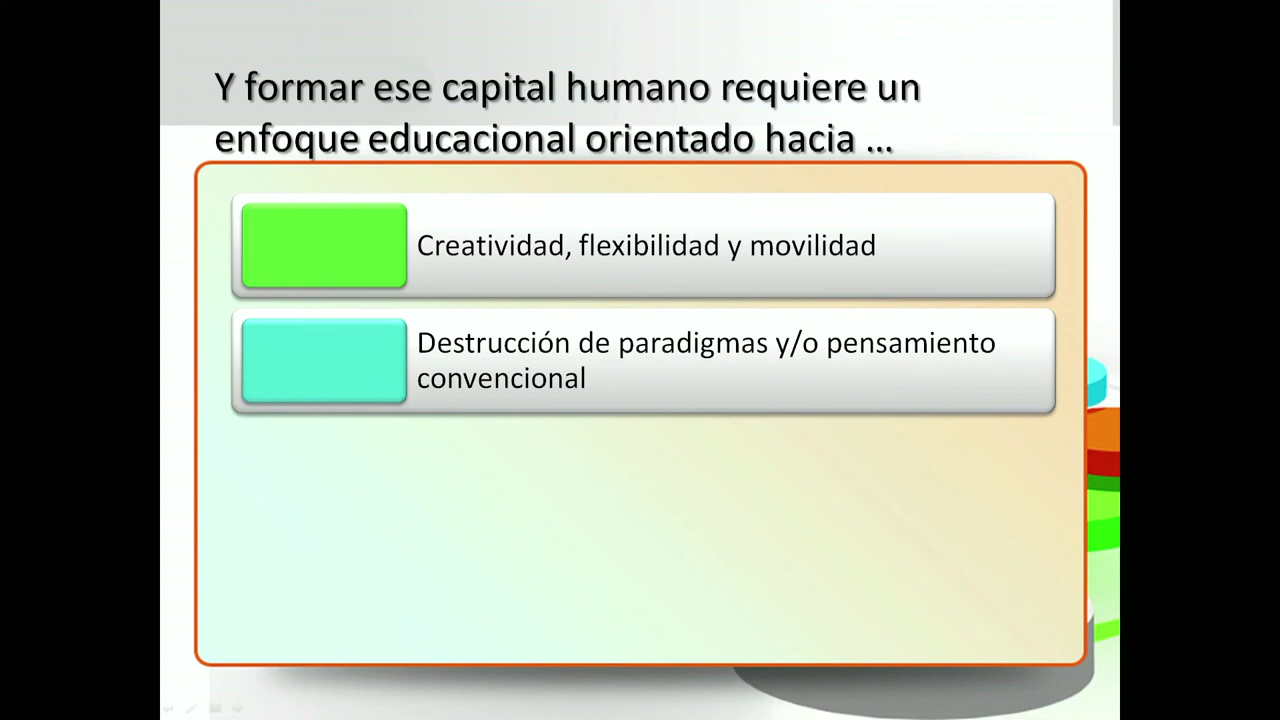 Y formar ese capital humano requiere un
enfoque educacional orientado hacia ...
Creatividad, flexibilidad y movilidad
Destrucción de paradigmas y/o pensamiento
convencional